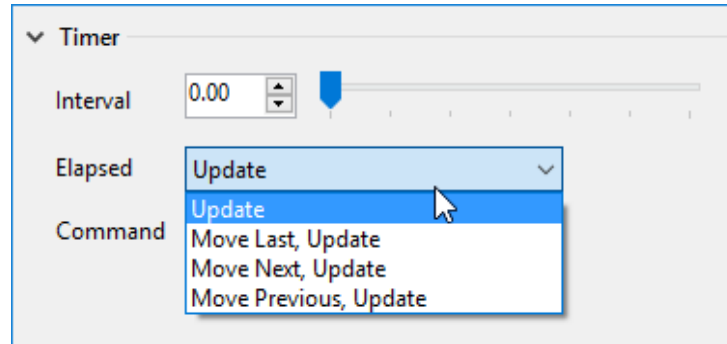 Timer
Interval 0.00
Elapsed Update
Update
Command
Move Last, Update
Move Next, Update
Move Previous, Update